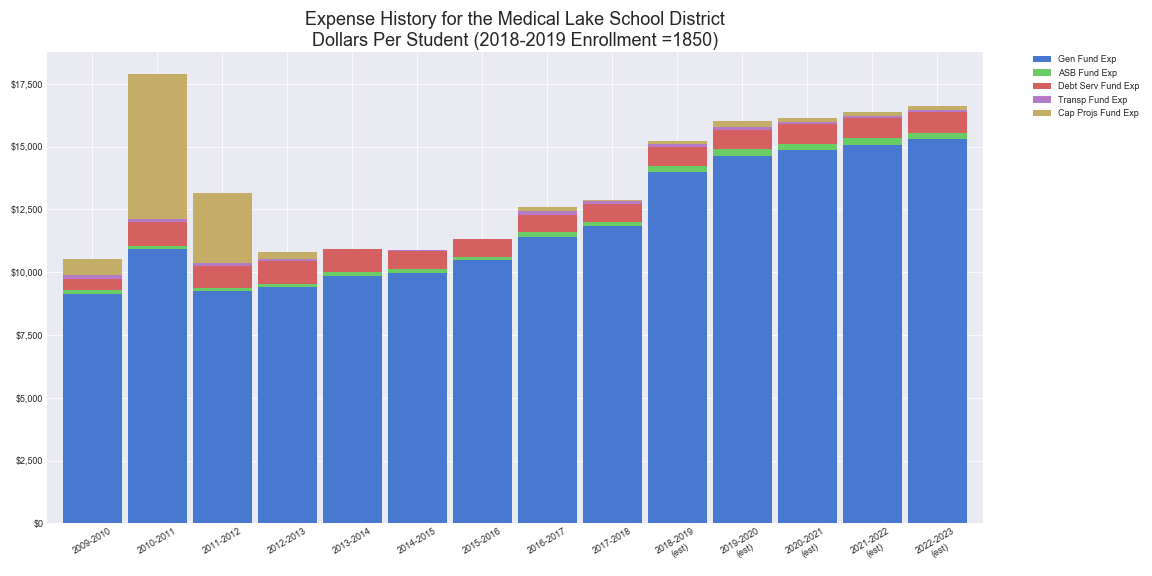 Expense History for the Medical Lake School District
Dollars Per Student (2018-2019 Enrollment =1850)
Gen Fund Exp
ASB Fund Exp
Debt Serv Fund Exp
Transp Fund Exp
Cap Projs Fund Exp
$17,500
$15,000
$12,500
$10,000
$7,500
$5,000
$2,500
$0
2009-2010
2010-2011
2011-2012
2012-2013
2013-2014
2014-2015
2015-2016
2016-2017
2017-2018
2018-2019
(est)
2019-2020
(est)
2020-2021
(est)
2021-2022
(est)
2022-2023
(est)